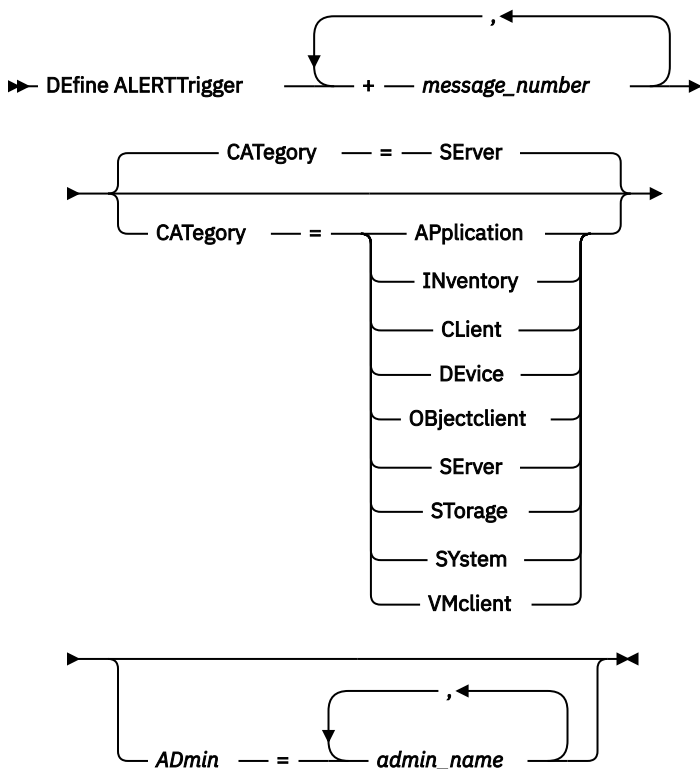 ,
DEfine ALERTTrigger + message_number
CATegory = SErver
CATegory = APplication
INventory
CLient
DEvice
OBjectclient
SErver
STorage
SYstem
VMclient
,
ADmin = admin_name